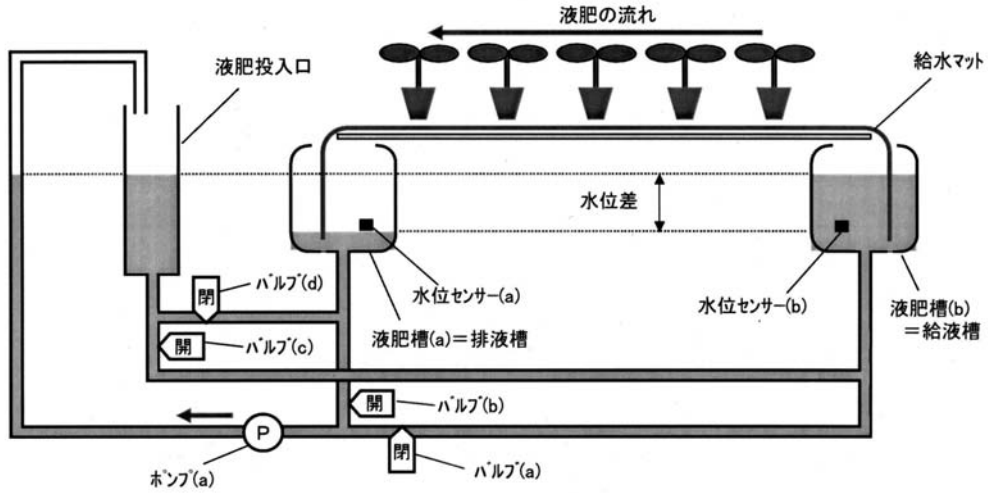 液肥の流れ
液肥投入口
給水マット
水位差
閉
バルブ(d)
水位センサー(a)
水位センサー(b)
液肥槽(b)
＝給液槽
液肥槽(a)＝排液槽
開
バルブ(c)
開
バルブ(b)
P
閉
ポンプ(a)
バルブ(a)